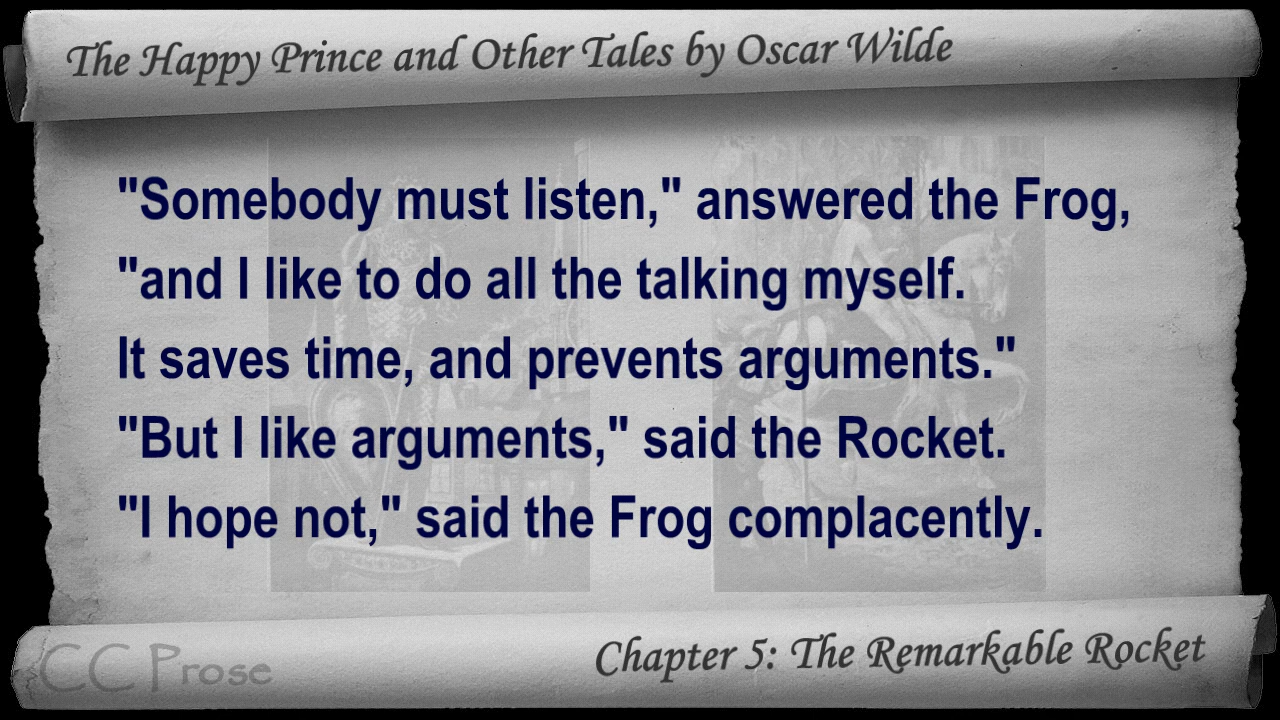 The Happy Prince and Other Tales by Oscar Wilde
"Somebody must listen," answered the Frog,
"and I like to do all the talking myself.
It saves time, and prevents arguments."
"But I like arguments," said the Rocket.
"I hope not," said the Frog complacently.
CC Prose
Chapter 5: The Remarkable Rocket